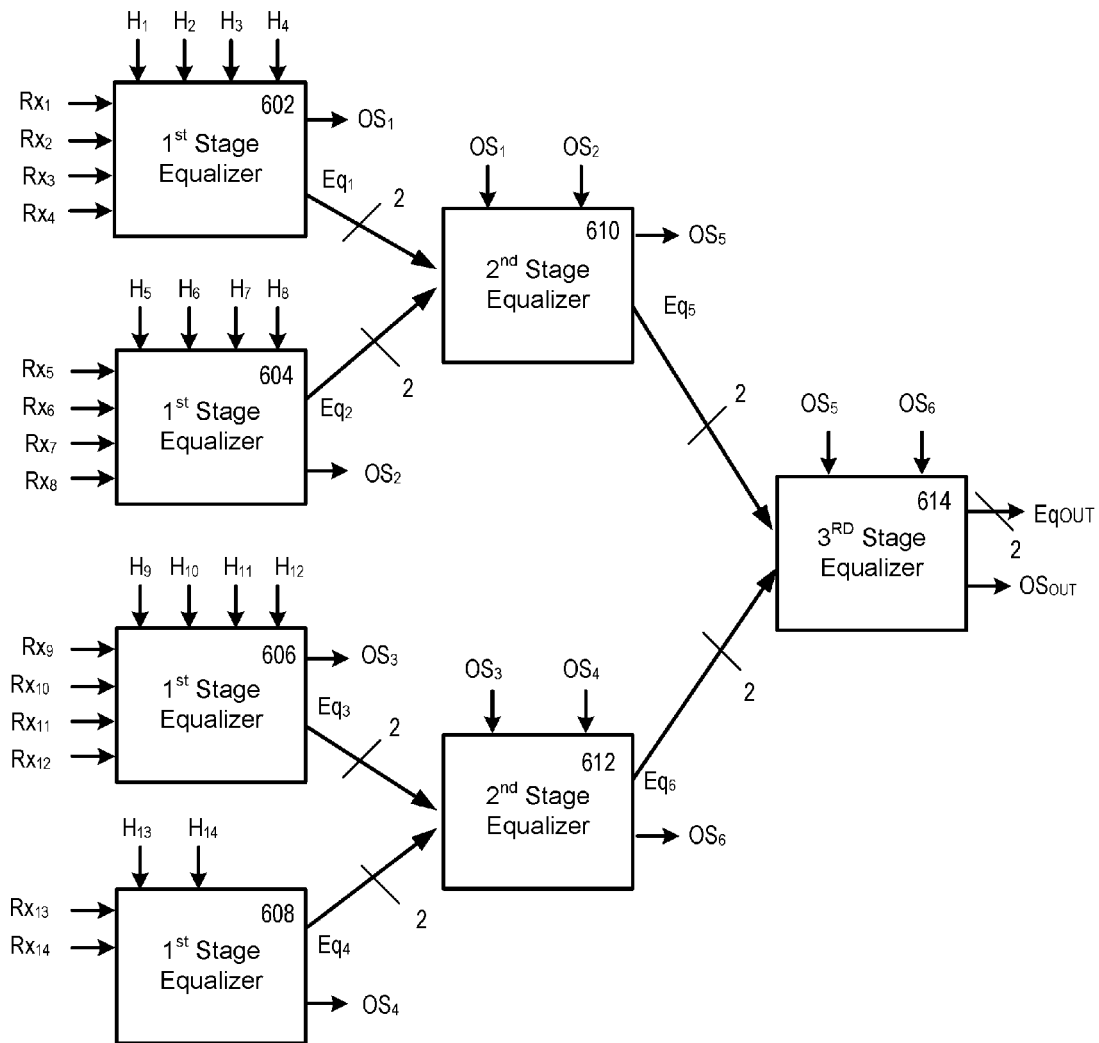 H1 H2 H3 H4
602
Rx1
Rx2
Rx3
Rx4
1st Stage
Equalizer
OS1
Eq1
2
H5 H6 H7 H8
604
Rx5
Rx6
Rx7
Rx8
1st Stage
Equalizer
Eq2
2
OS2
OS1 OS2
610
2nd Stage
Equalizer
OS5
Eq5
2
H9 H10 H11 H12
606
Rx9
Rx10
Rx11
Rx12
1st Stage
Equalizer
OS3
Eq3
2
H13 H14
608
Rx13
Rx14
1st Stage
Equalizer
Eq4
2
OS4
OS3 OS4
612
2nd Stage
Equalizer
Eq6
2
OS6
OS5 OS6
614
3RD Stage
Equalizer
EqOUT
2
OSOUT